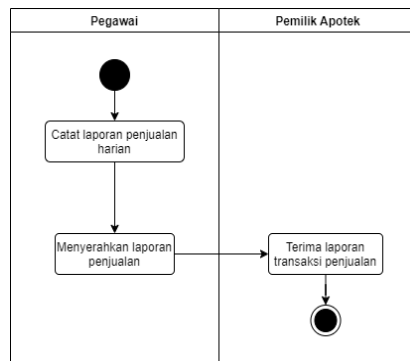 Pegawai
Pemilik Apotek
Catat laporan penjualan
harian
Menyerahkan laporan
penjualan
Terima laporan
transaksi penjualan